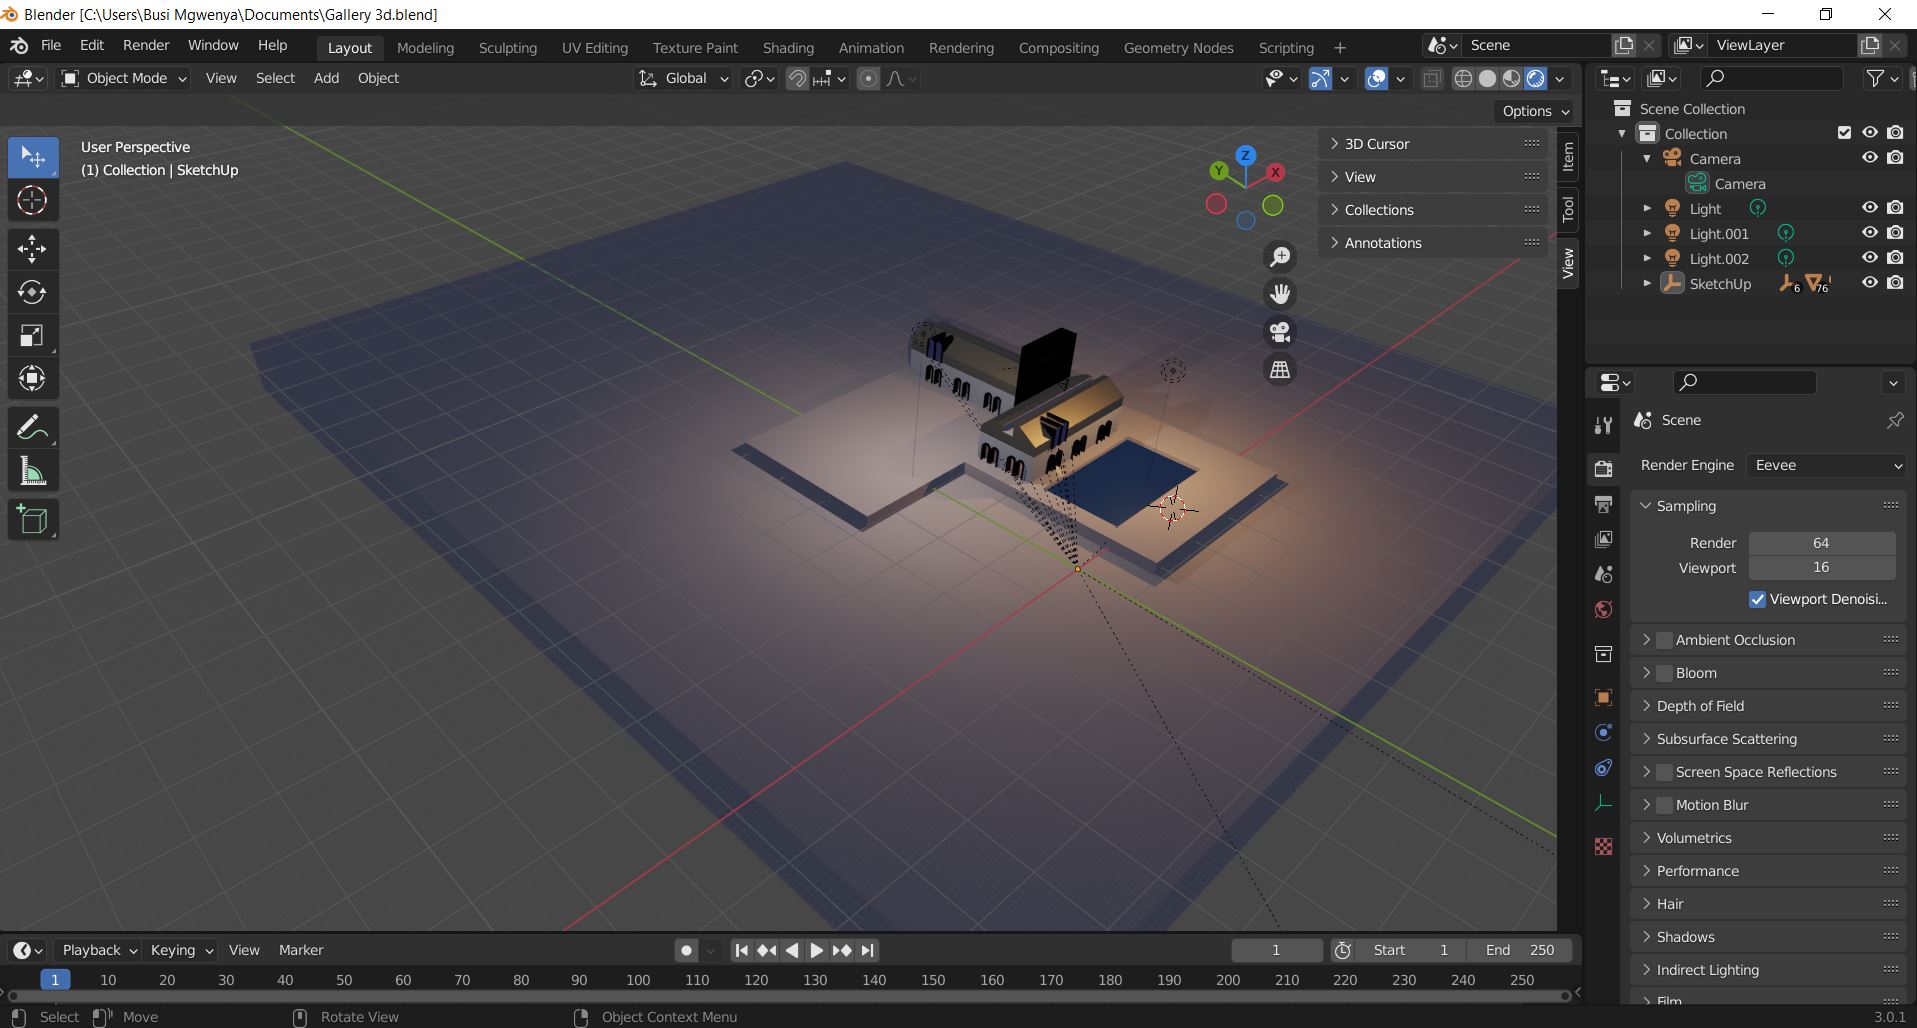 Blender [C:\Users\Busi Mgwenya\Documents\Gallery 3d.blend]
File Edit Render Window Help
Layout Modeling Sculpting UV Editing Texture Paint Shading Animation Rendering Compositing Geometry Nodes Scripting +
Scene
ViewLayer
Object Mode View Select Add Object
Global
Options
User Perspective
(1) Collection | SketchUp
Z
Y
X
3D Cursor
View
Collections
Annotations
Item
Tool
View
Scene Collection
Collection
Camera
Camera
Light
Light.001
Light.002
SketchUp 6 76
Scene
Render Engine Eevee
Sampling
Render 64
Viewport 16
Viewport Denoisi...
Ambient Occlusion
Bloom
Depth of Field
Subsurface Scattering
Screen Space Reflections
Motion Blur
Volumetrics
Performance
Hair
Shadows
Indirect Lighting
Film
Playback Keying View Marker
1 Start 1 End 250
1 10 20 30 40 50 60 70 80 90 100 110 120 130 140 150 160 170 180 190 200 210 220 230 240 250
Select Move Rotate View Object Context Menu 3.0.1